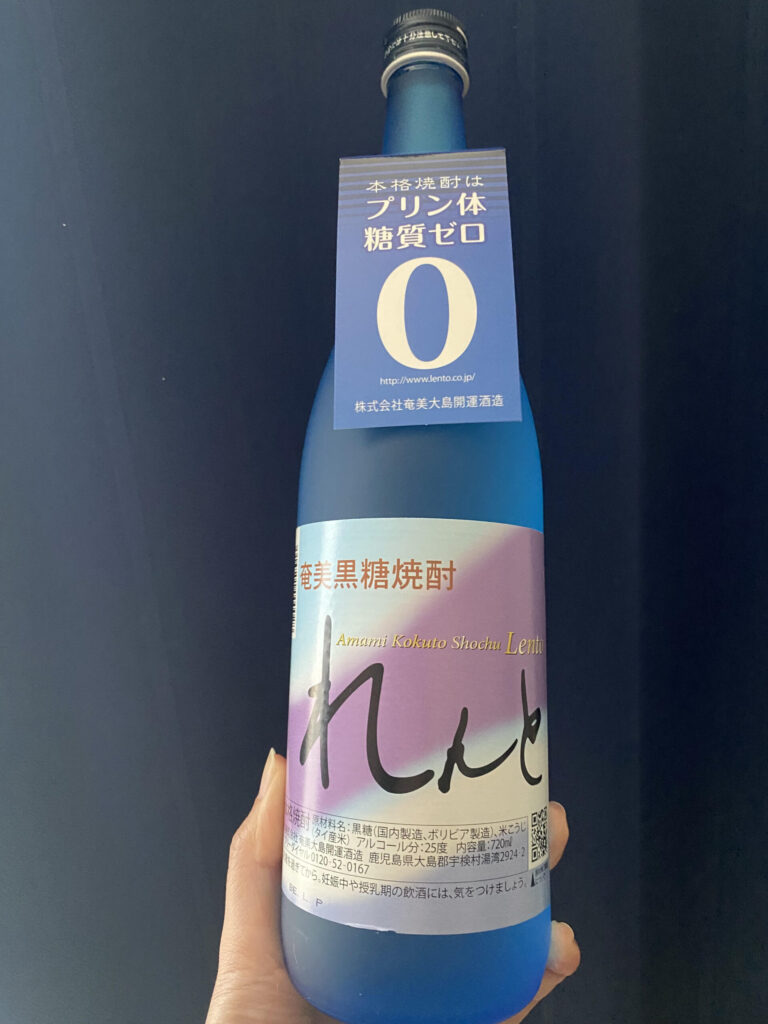 本格焼酎は
プリン体
糖質ゼロ
0
http://www.lento.co.jp/
株式会社奄美大島開運酒造
奄美黒糖焼酎
Amami Kokuto Shochu Lento
れんと
原材料名：黒糖(国内製造、ボリビア製造)、米こうじ
(タイ産米) アルコール分：25度 内容量：720㎖
奄美大島開運酒造 鹿児島県大島郡宇検村湯湾2924-2
0120-52-0167
過ぎてから。妊娠中や授乳期の飲酒には、気をつけましょう。